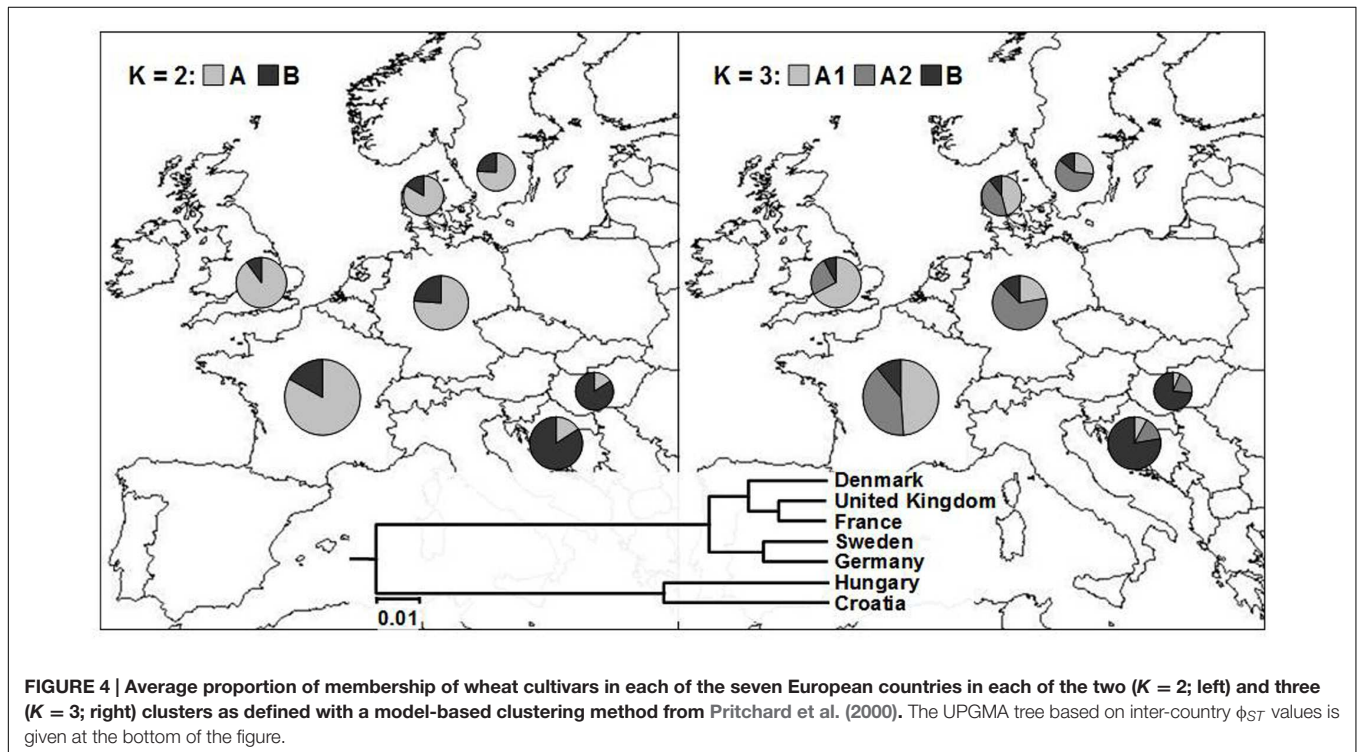 K = 2: A B
K = 3: A1 A2 B
Denmark
United Kingdom
France
Sweden
Germany
Hungary
Croatia
0.01
FIGURE 4 | Average proportion of membership of wheat cultivars in each of the seven European countries in each of the two (K = 2; left) and three
(K = 3; right) clusters as defined with a model-based clustering method from Pritchard et al. (2000). The UPGMA tree based on inter-country ϕST values is
given at the bottom of the figure.